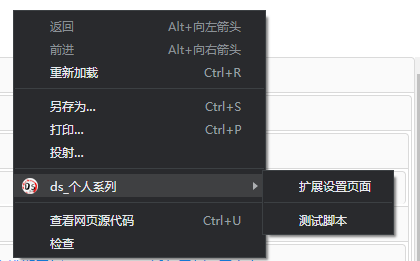 返回 Alt+向左箭头
前进 Alt+向右箭头
重新加载 Ctrl+R
另存为... Ctrl+S
打印... Ctrl+P
投射...
DS ds_个人系列
扩展设置页面
查看网页源代码 Ctrl+U
测试脚本
检查